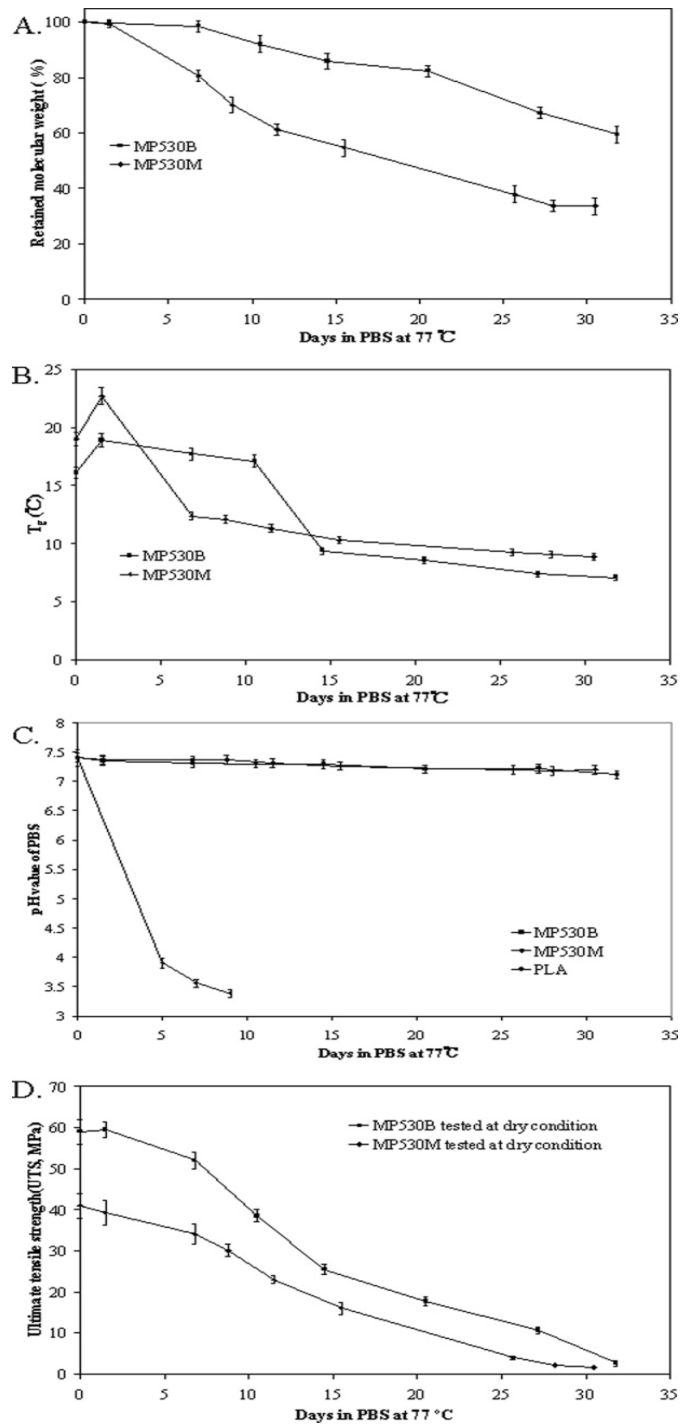 A.
Retained molecular weight ( %)
100
80
60
40
20
0
MP530B
MP530M
0 5 10 15 20 25 30 35
Days in PBS at 77℃
B.
Tg (℃)
25
20
15
10
5
0
MP530B
MP530M
0 5 10 15 20 25 30 35
Days in PBS at 77℃
C.
pH value of PBS
8
7.5
7
6.5
6
5.5
5
4.5
4
3.5
3
MP530B
MP530M
PLA
0 5 10 15 20 25 30 35
Days in PBS at 77℃
D.
Ultimate tensile strength(UTS, MPa)
70
60
50
40
30
20
10
0
MP530B tested at dry condition
MP530M tested at dry condition
0 5 10 15 20 25 30 35
Days in PBS at 77 °C